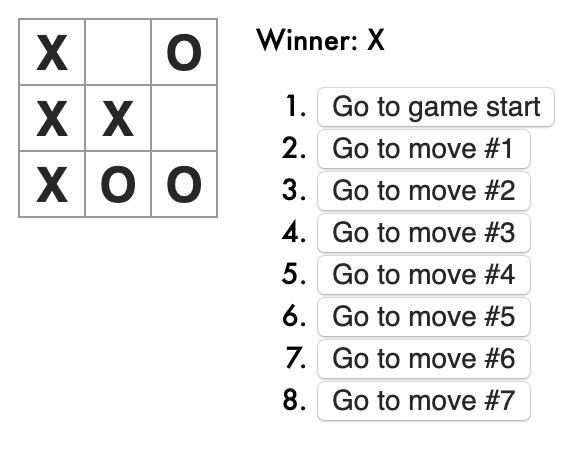 X O
X X
X O O
Winner: X
1. Go to game start
2. Go to move #1
3. Go to move #2
4. Go to move #3
5. Go to move #4
6. Go to move #5
7. Go to move #6
8. Go to move #7